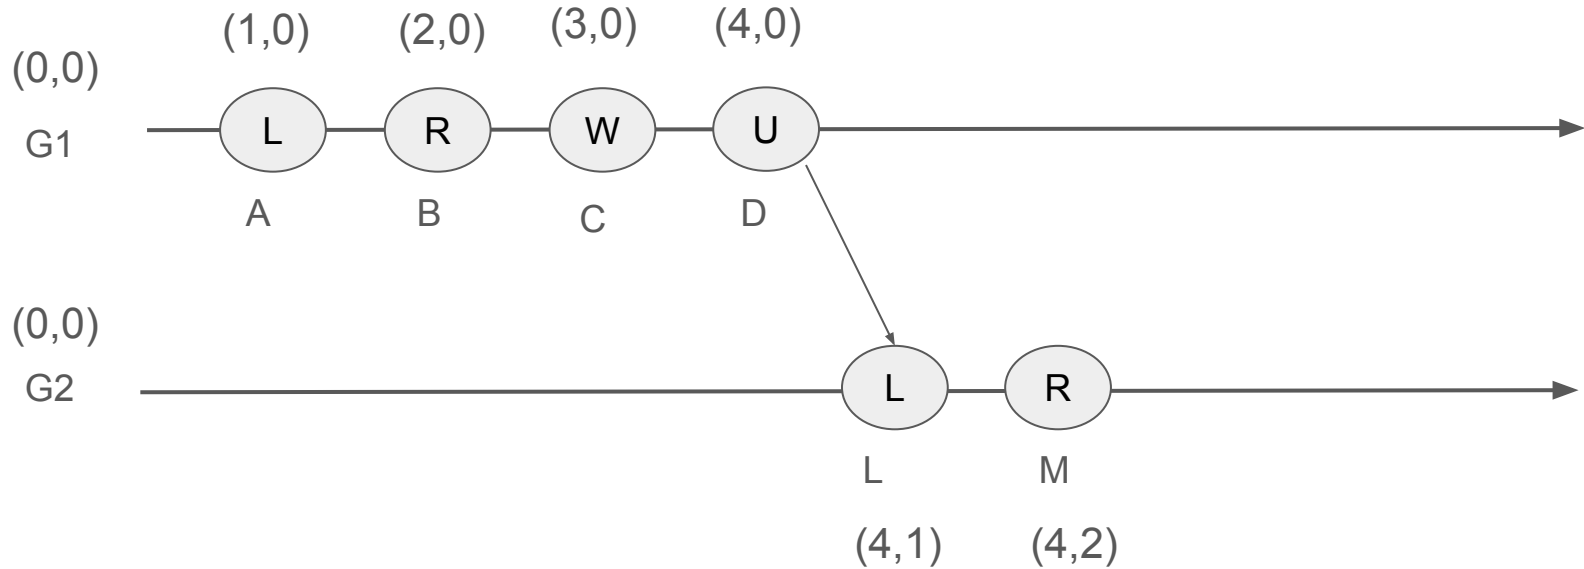 (1,0) (2,0) (3,0) (4,0)
(0,0)
L R W U
G1
A B C D
(0,0)
G2 L R
L M
(4,1) (4,2)